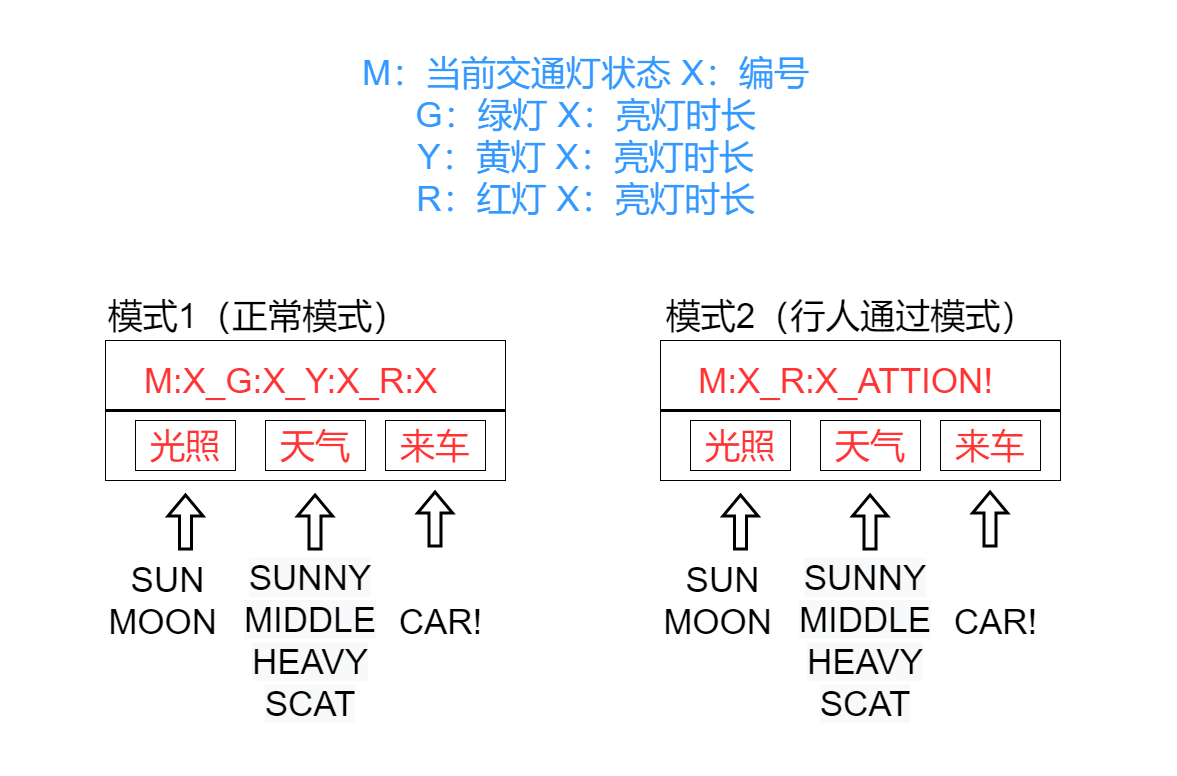 M：当前交通灯状态 X：编号
G：绿灯 X：亮灯时长
Y：黄灯 X：亮灯时长
R：红灯 X：亮灯时长
模式1（正常模式）
M:X_G:X_Y:X_R:X
光照 天气 来车
SUN SUNNY
MOON MIDDLE CAR!
HEAVY
SCAT
模式2（行人通过模式）
M:X_R:X_ATTION!
光照 天气 来车
SUN SUNNY
MOON MIDDLE CAR!
HEAVY
SCAT